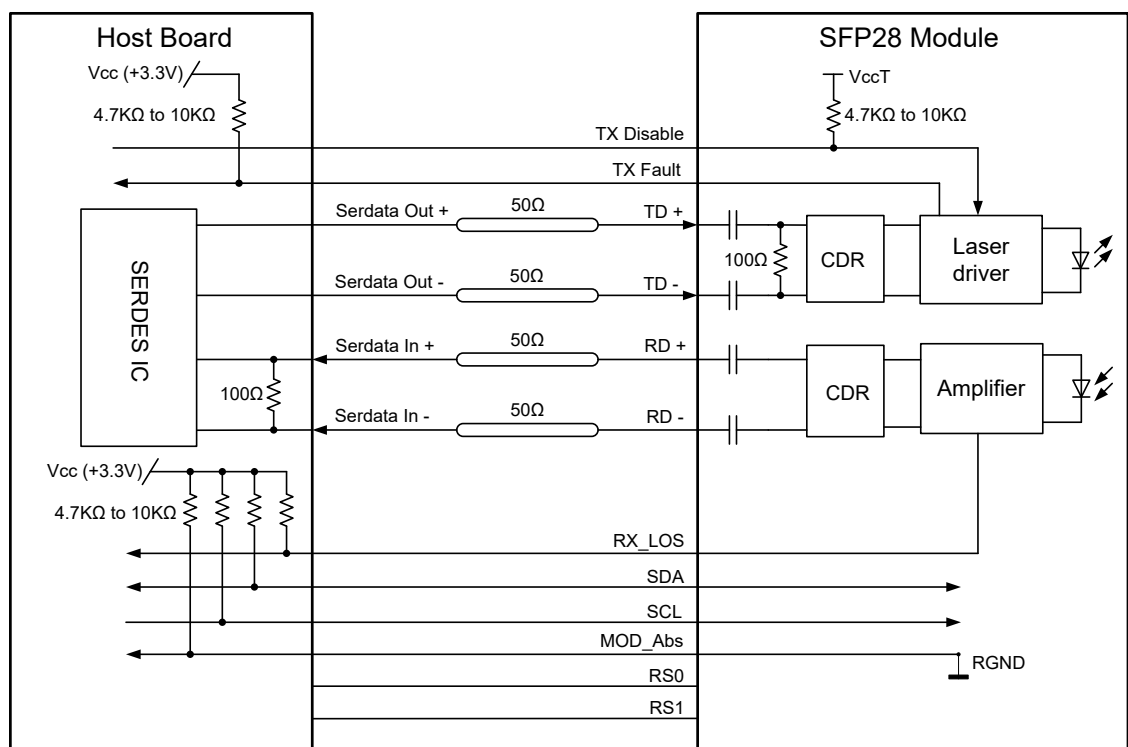 Host Board
SFP28 Module
Vcc (+3.3V)
VccT
4.7KΩ to 10KΩ
4.7KΩ to 10KΩ
TX Disable
TX Fault
Serdata Out +
50Ω
TD +
SERDES IC
100Ω
CDR
Laser
driver
Serdata Out -
50Ω
TD -
Serdata In +
50Ω
RD +
100Ω
CDR
Amplifier
Serdata In -
50Ω
RD -
Vcc (+3.3V)
4.7KΩ to 10KΩ
RX_LOS
SDA
SCL
MOD_Abs
RGND
RS0
RS1